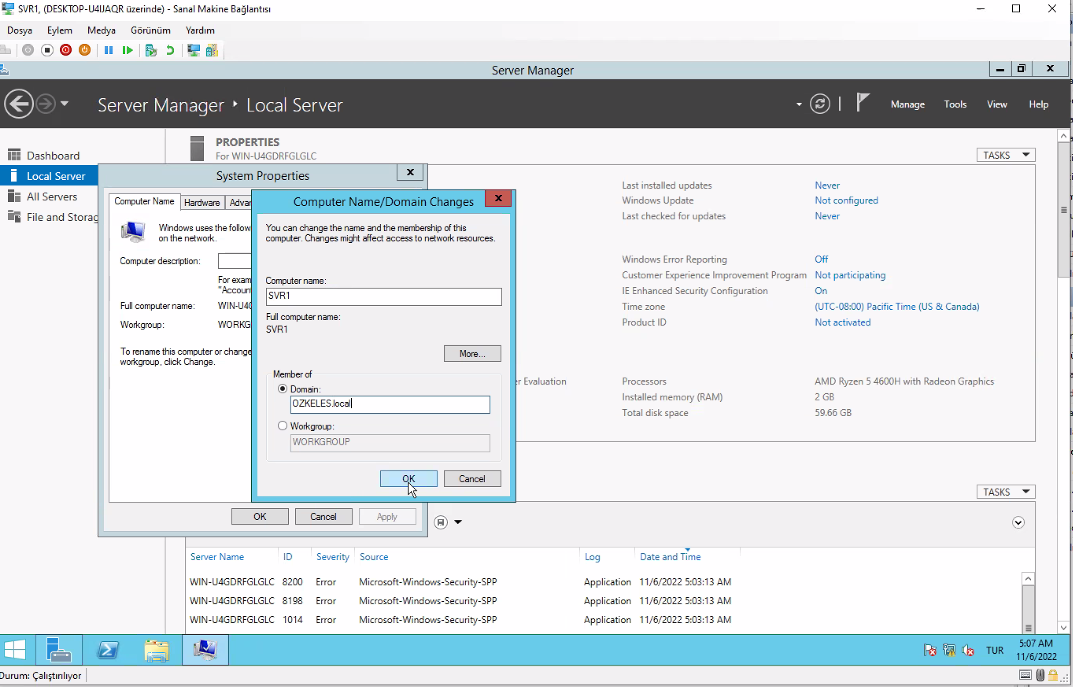 SVR1, (DESKTOP-U4IJAQR üzerinde) - Sanal Makine Bağlantısı
Dosya Eylem Medya Görünüm Yardım
Server Manager
Server Manager ‣ Local Server
Manage Tools View Help
Dashboard
Local Server
All Servers
File and Storag
PROPERTIES
For WIN-U4GDRFGLGLC
TASKS
System Properties
Computer Name Hardware Advar
Windows uses the follow
on the network.
Computer description:
For exam
"Accour
Full computer name: WIN-U4G
Workgroup: WORKG
To rename this computer or change
workgroup, click Change.
OK Cancel Apply
Computer Name/Domain Changes
You can change the name and the membership of this
computer. Changes might affect access to network resources.
Computer name:
SVR1
Full computer name:
SVR1
More...
Member of
Domain:
OZKELES.local
Workgroup:
WORKGROUP
OK Cancel
Last installed updates Never
Windows Update Not configured
Last checked for updates Never
Windows Error Reporting Off
Customer Experience Improvement Program Not participating
IE Enhanced Security Configuration On
Time zone (UTC-08:00) Pacific Time (US & Canada)
Product ID Not activated
r Evaluation
Processors AMD Ryzen 5 4600H with Radeon Graphics
Installed memory (RAM) 2 GB
Total disk space 59.66 GB
TASKS
Server Name ID Severity Source Log Date and Time
WIN-U4GDRFGLGLC 8200 Error Microsoft-Windows-Security-SPP Application 11/6/2022 5:03:13 AM
WIN-U4GDRFGLGLC 8198 Error Microsoft-Windows-Security-SPP Application 11/6/2022 5:03:13 AM
WIN-U4GDRFGLGLC 1014 Error Microsoft-Windows-Security-SPP Application 11/6/2022 5:03:13 AM
TUR
5:07 AM
11/6/2022
Durum: Çalıştırılıyor